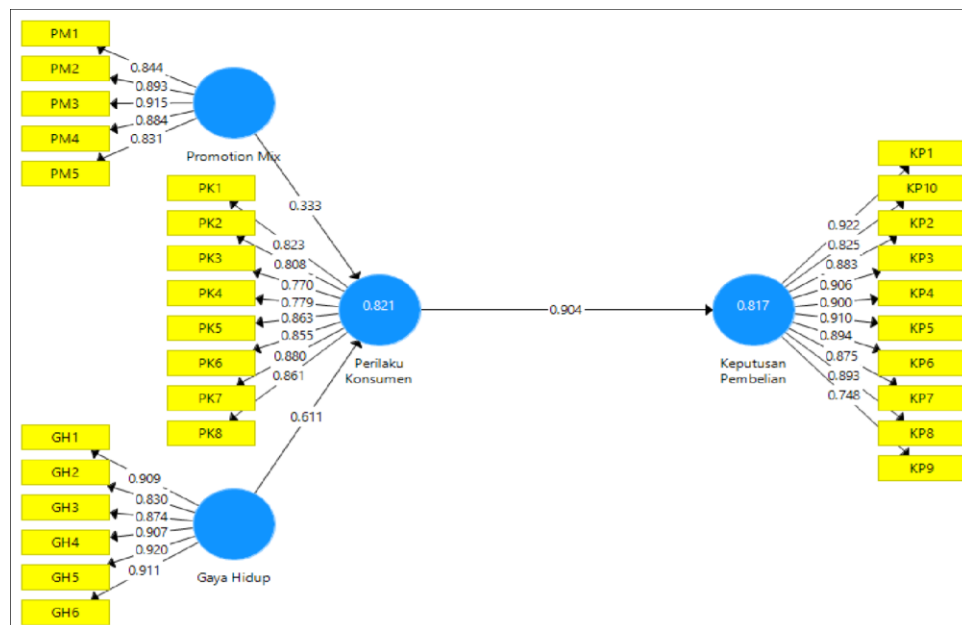 PM1
PM2
PM3
PM4
PM5
0.844
0.893
0.915
0.884
0.831
Promotion Mix
0.333
PK1
PK2
PK3
PK4
PK5
PK6
PK7
PK8
0.823
0.808
0.770
0.779
0.863
0.855
0.880
0.861
0.821
Perilaku
Konsumen
0.904
0.611
GH1
GH2
GH3
GH4
GH5
GH6
0.909
0.830
0.874
0.907
0.920
0.911
Gaya Hidup
0.817
Keputusan
Pembelian
0.922
0.825
0.883
0.906
0.900
0.910
0.894
0.875
0.893
0.748
KP1
KP10
KP2
KP3
KP4
KP5
KP6
KP7
KP8
KP9